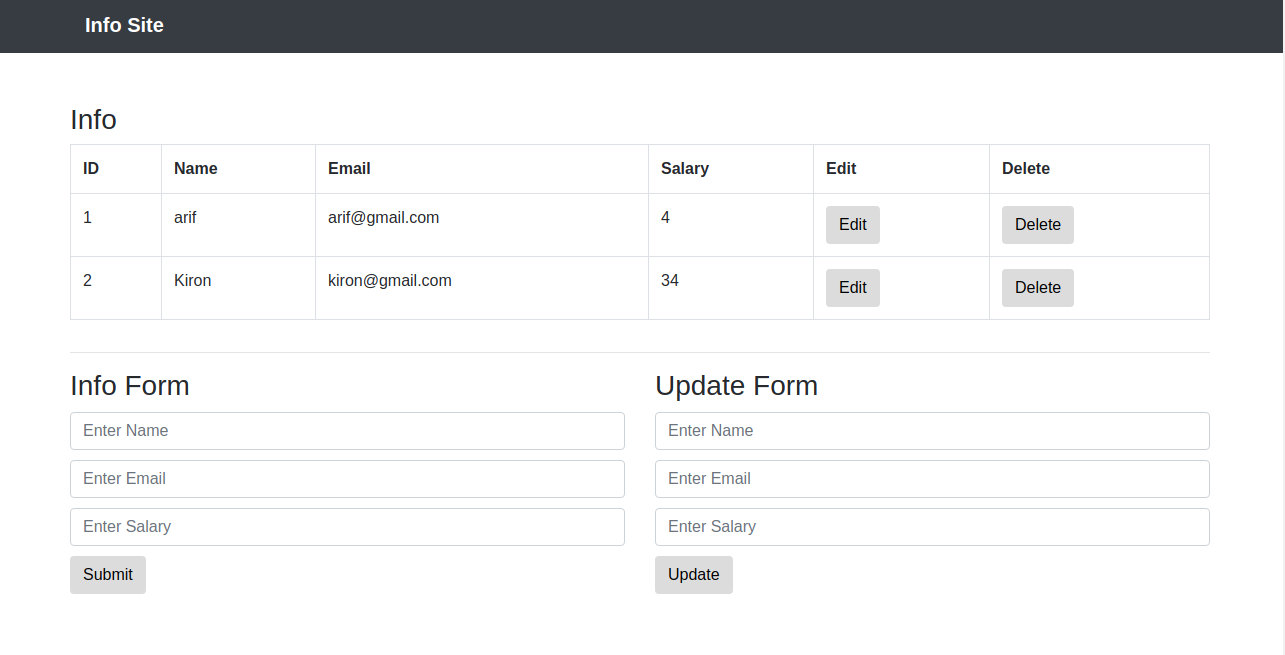 Info Site
Info
ID Name Email Salary Edit Delete
1 arif arif@gmail.com 4 Edit Delete
2 Kiron kiron@gmail.com 34 Edit Delete
Info Form
Enter Name
Enter Email
Enter Salary
Submit
Update Form
Enter Name
Enter Email
Enter Salary
Update